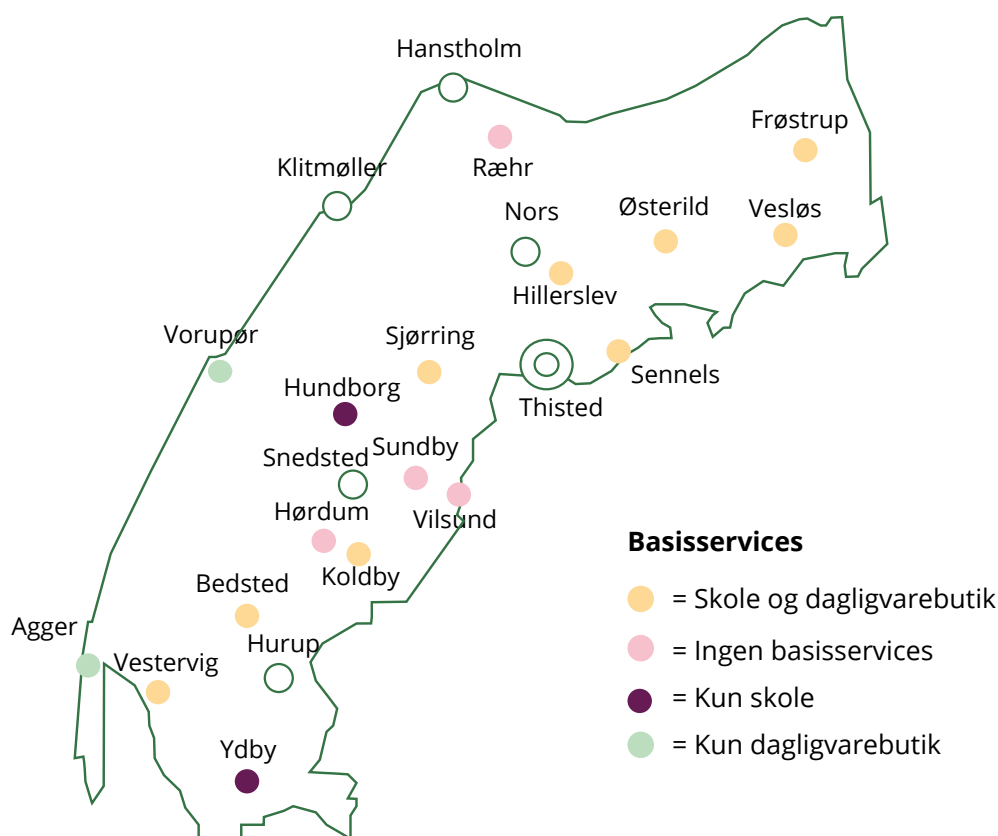 Hanstholm
Frøstrup
Klitmøller
Ræhr
Nors
Østerild
Vesløs
Hillerslev
Vorupør
Sjørring
Sennels
Hundborg
Thisted
Sundby
Snedsted
Hørdum
Vilsund
Koldby
Bedsted
Agger
Hurup
Vestervig
Ydby
Basisservices
= Skole og dagligvarebutik
= Ingen basisservices
= Kun skole
= Kun dagligvarebutik